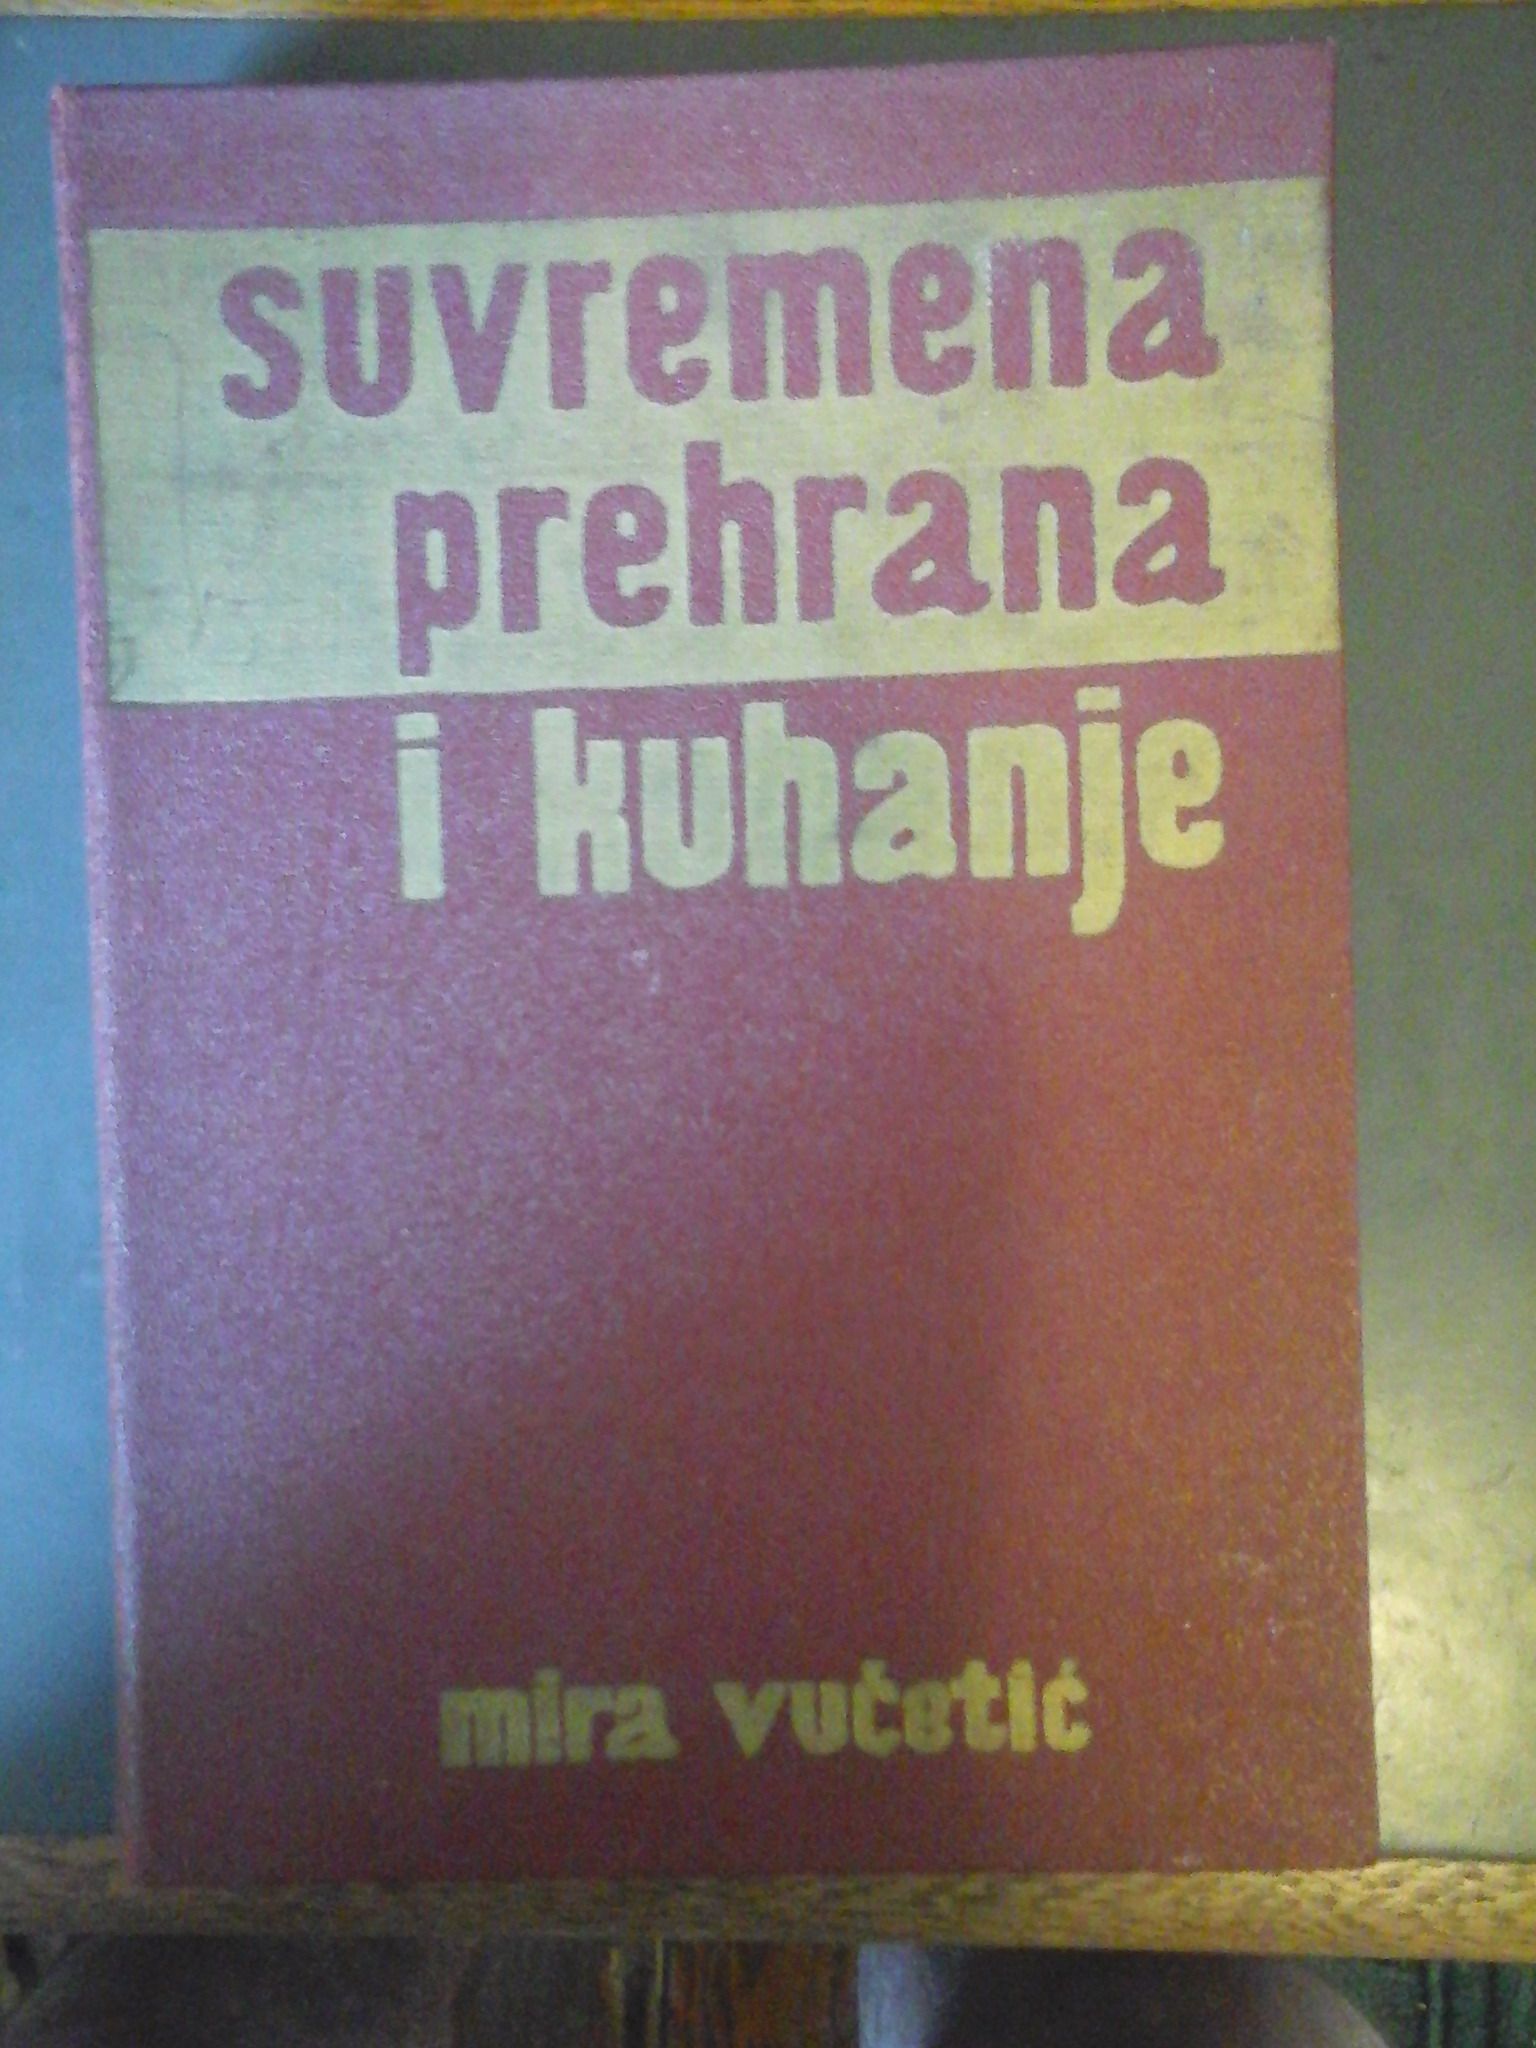 suvremena
prehrana
i kuhanje
mira vučetić